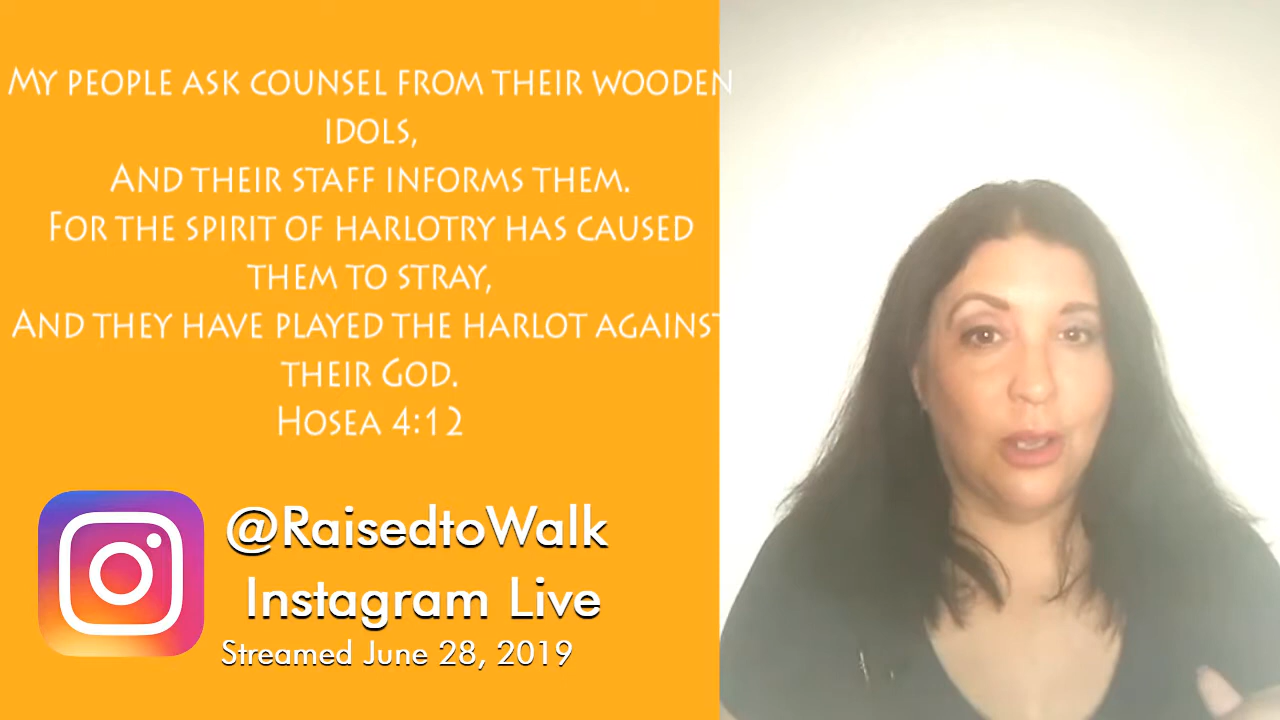 My people ask counsel from their wooden
idols,
And their staff informs them.
For the spirit of harlotry has caused
them to stray,
And they have played the harlot against
their God.
Hosea 4:12
@RaisedtoWalk
Instagram Live
Streamed June 28, 2019